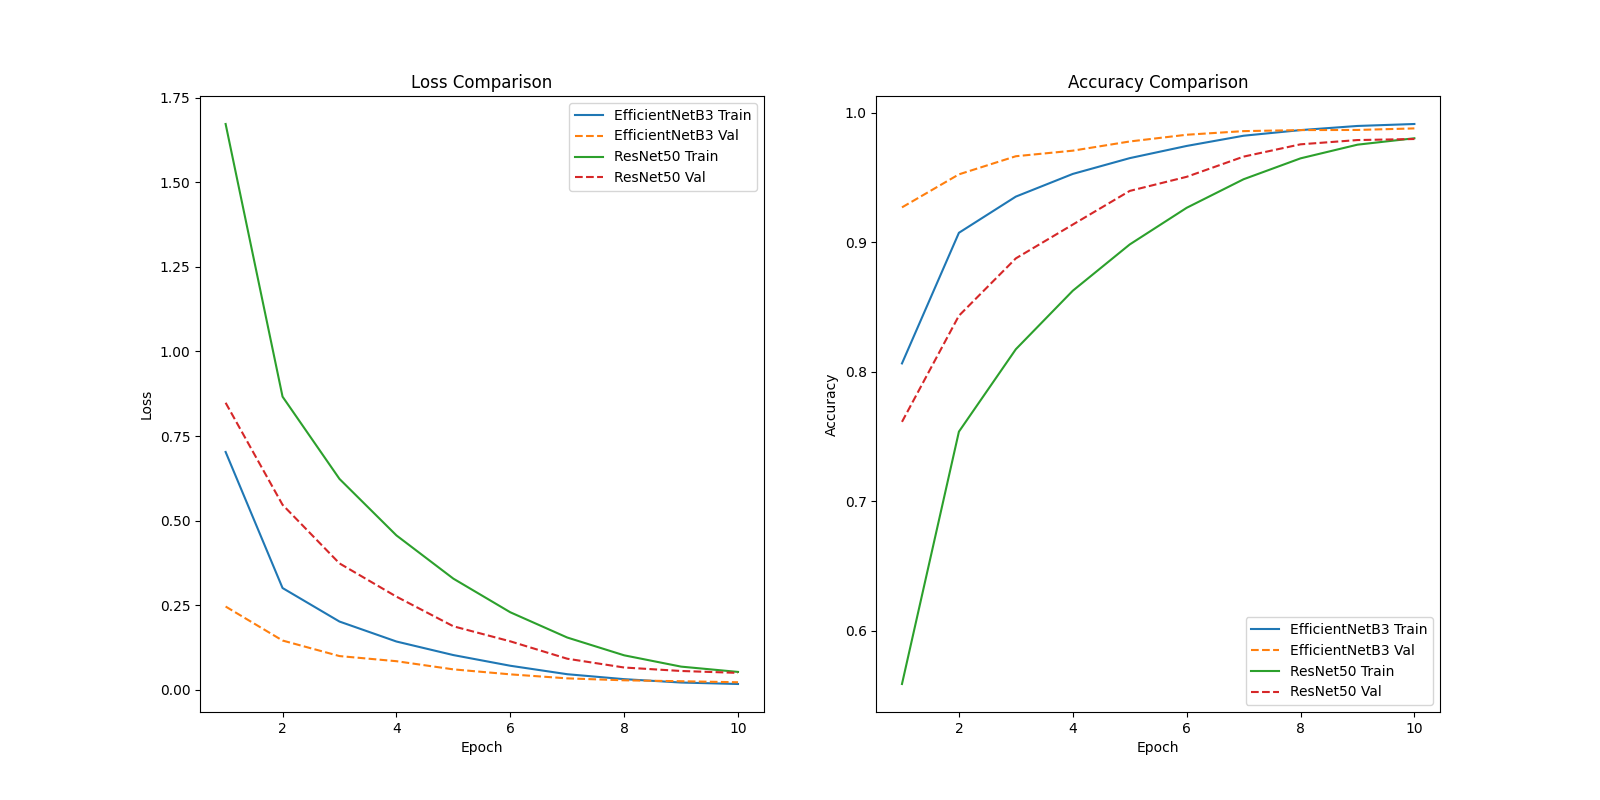 Loss Comparison
1.75
1.50
1.25
1.00
0.75
0.50
0.25
0.00
Loss
2 4 6 8 10
Epoch
EfficientNetB3 Train
EfficientNetB3 Val
ResNet50 Train
ResNet50 Val
Accuracy Comparison
1.0
0.9
0.8
0.7
0.6
Accuracy
2 4 6 8 10
Epoch
EfficientNetB3 Train
EfficientNetB3 Val
ResNet50 Train
ResNet50 Val